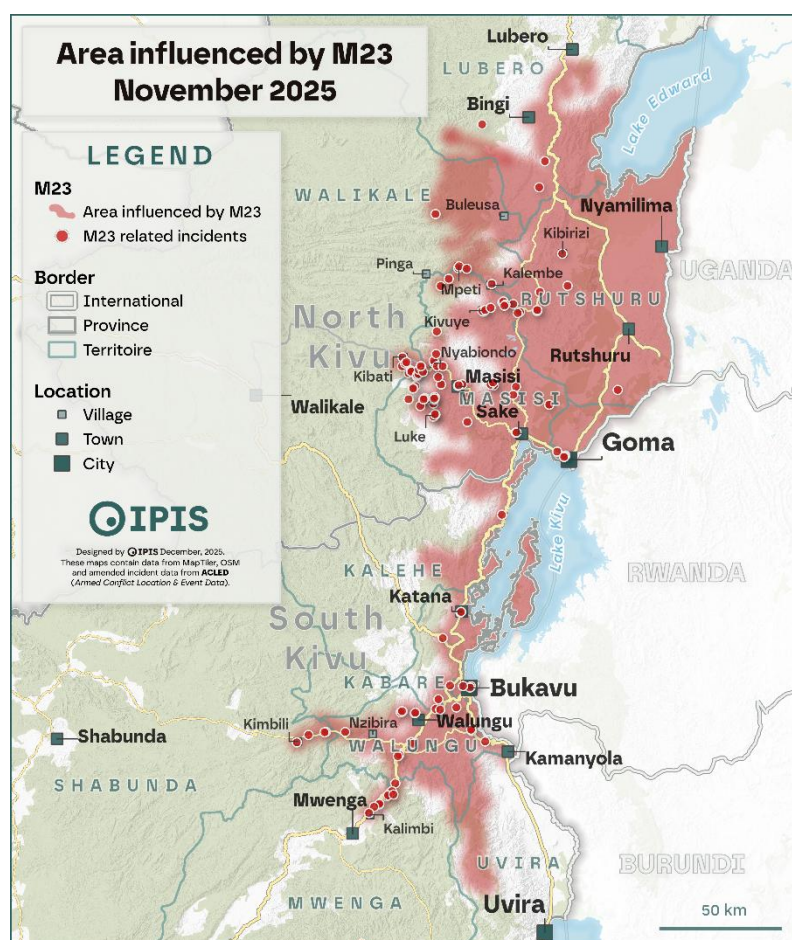 Area influenced by M23
November 2025
LEGEND
M23
Area influenced by M23
M23 related incidents
Border
International
Province
Territoire
Location
Village
Town
City
IPIS
Designed by IPIS December, 2025.
These maps contain data from MapTiler, OSM
and amended incident data from ACLED
(Armed Conflict Location & Event Data).
Lubero
LUBERO
Bingi
Lake Edward
WALIKALE
Buleusa
Nyamilima
Kibirizi
UGANDA
Pinga
Kalembe
Mpeti
RUTSHURU
North
Kivu
Kivuye
Rutshuru
Nyabiondo
Kibati
Masisi
MASISI
Walikale
Sake
Luke
Goma
Lake Kivu
KALEHE
RWANDA
Katana
South
Kivu
KABARE
Bukavu
Kimbili
Nzibira
Walungu
WALUNGU
Shabunda
Kamanyola
SHABUNDA
Mwenga
Kalimbi
UVIRA
BURUNDI
MWENGA
Uvira
50 km